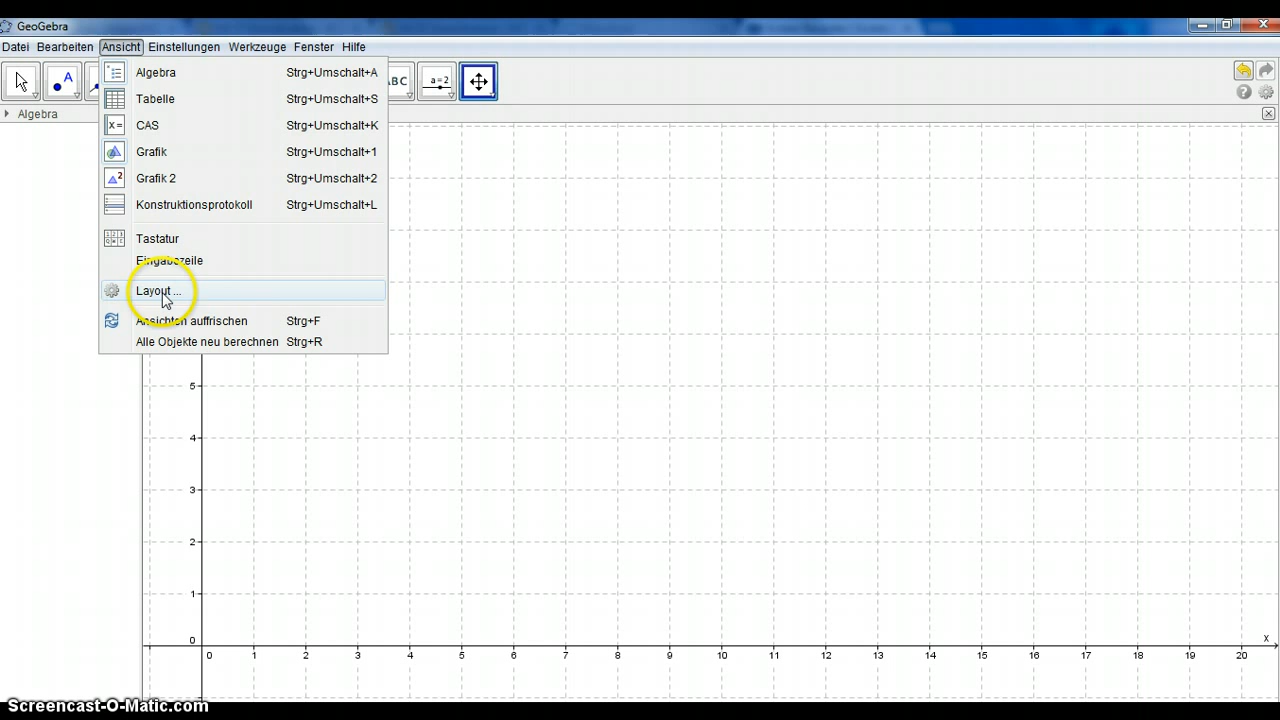 GeoGebra
Datei Bearbeiten Ansicht Einstellungen Werkzeuge Fenster Hilfe
Algebra Strg+Umschalt+A
Tabelle Strg+Umschalt+S
CAS Strg+Umschalt+K
Grafik Strg+Umschalt+1
Grafik 2 Strg+Umschalt+2
Konstruktionsprotokoll Strg+Umschalt+L
Tastatur
Eingabezeile
Layout ...
Ansichten auffrischen Strg+F
Alle Objekte neu berechnen Strg+R
A
ABC
a=2
Algebra
5
4
3
2
1
0
x
0 1 2 3 4 5 6 7 8 9 10 11 12 13 14 15 16 17 18 19 20
Screencast-O-Matic.com